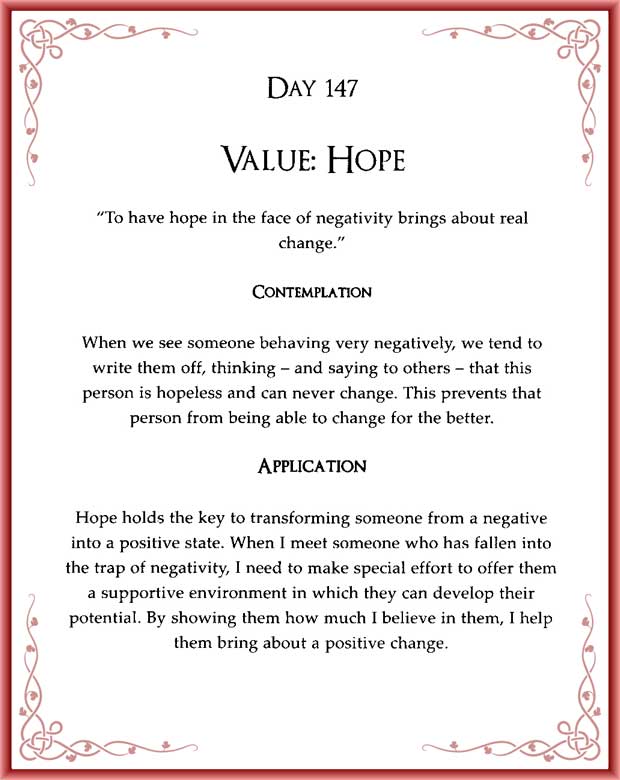 DAY 147
VALUE: HOPE
“To have hope in the face of negativity brings about real
change.”
CONTEMPLATION
When we see someone behaving very negatively, we tend to
write them off, thinking – and saying to others – that this
person is hopeless and can never change. This prevents that
person from being able to change for the better.
APPLICATION
Hope holds the key to transforming someone from a negative
into a positive state. When I meet someone who has fallen into
the trap of negativity, I need to make special effort to offer them
a supportive environment in which they can develop their
potential. By showing them how much I believe in them, I help
them bring about a positive change.